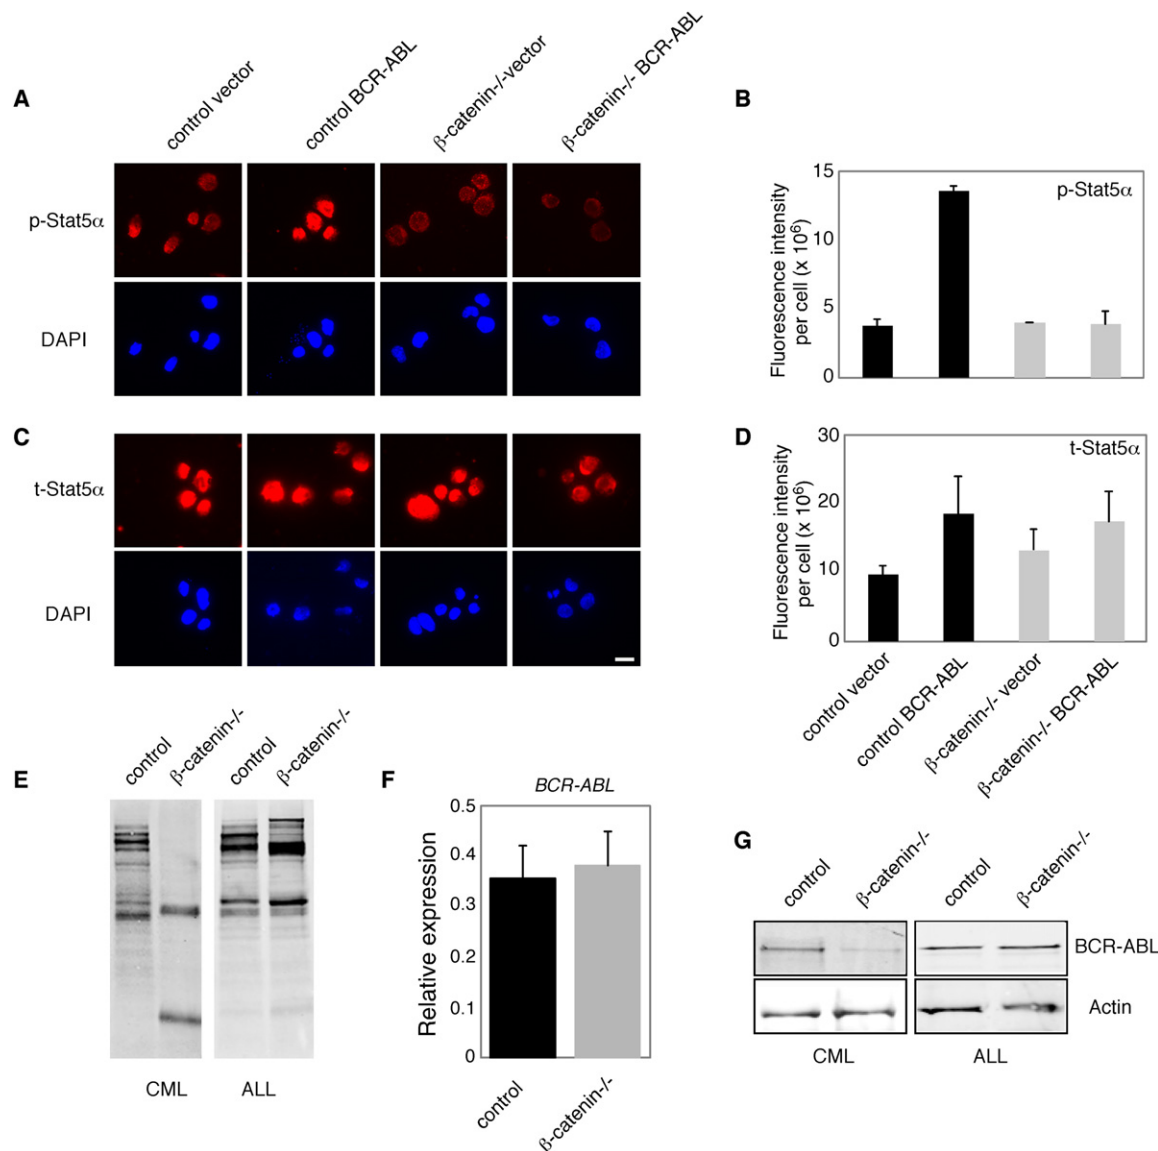 A
control vector
control BCR-ABL
β-catenin-/-vector
β-catenin-/- BCR-ABL
p-Stat5α
DAPI
B
Fluorescence intensity
per cell (x 10⁶)
15
10
5
0
p-Stat5α
C
t-Stat5α
DAPI
D
Fluorescence intensity
per cell (x 10⁶)
30
20
10
0
t-Stat5α
control vector
control BCR-ABL
β-catenin-/- vector
β-catenin-/- BCR-ABL
E
control
β-catenin-/-
control
β-catenin-/-
CML
ALL
F
BCR-ABL
Relative expression
0.5
0.4
0.3
0.2
0.1
0
control
β-catenin-/-
G
control
β-catenin-/-
control
β-catenin-/-
BCR-ABL
Actin
CML
ALL